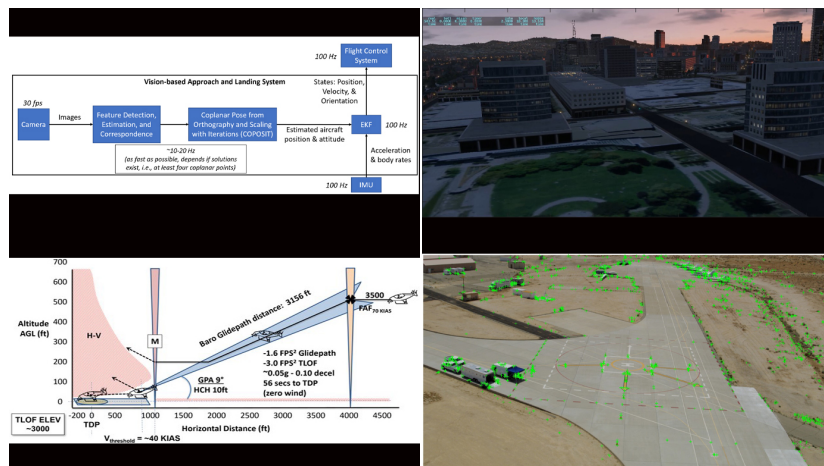 100 Hz
Flight Control
System
Vision-based Approach and Landing System
States: Position,
Velocity, &
Orientation
30 fps
Camera
Images
Feature Detection,
Estimation, and
Correspondence
Coplanar Pose from
Orthography and Scaling
with Iterations (COPOSIT)
Estimated aircraft
position & attitude
EKF
100 Hz
~10-20 Hz
(as fast as possible, depends if solutions
exist, i.e., at least four coplanar points)
Acceleration
& body rates
100 Hz
IMU
700
600
500
400
300
200
100
0
Altitude
AGL (ft)
H-V
M
Baro Glidepath distance: 3156 ft
3500
FAF
70 KIAS
-1.6 FPS² Glidepath
-3.0 FPS² TLOF
~0.05g - 0.10 decel
56 secs to TDP
(zero wind)
GPA 9°
HCH 10ft
-200 0 500 1000 1500 2000 2500 3000 3500 4000 4500
TDP
Horizontal Distance (ft)
TLOF ELEV
~3000
Vthreshold = ~40 KIAS